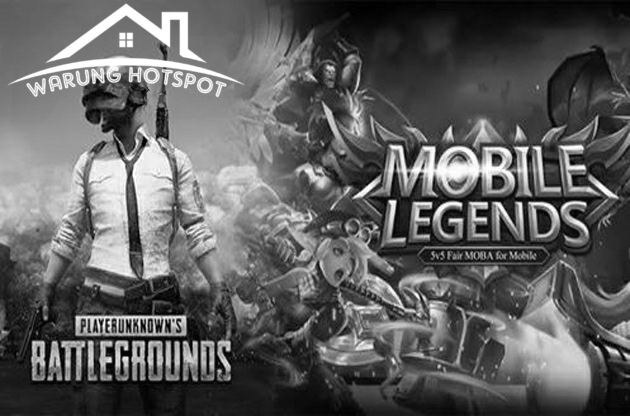 WARUNG HOTSPOT
MOBILE
LEGENDS
5v5 Fair MOBA for Mobile
PLAYERUNKNOWN'S
BATTLEGROUNDS